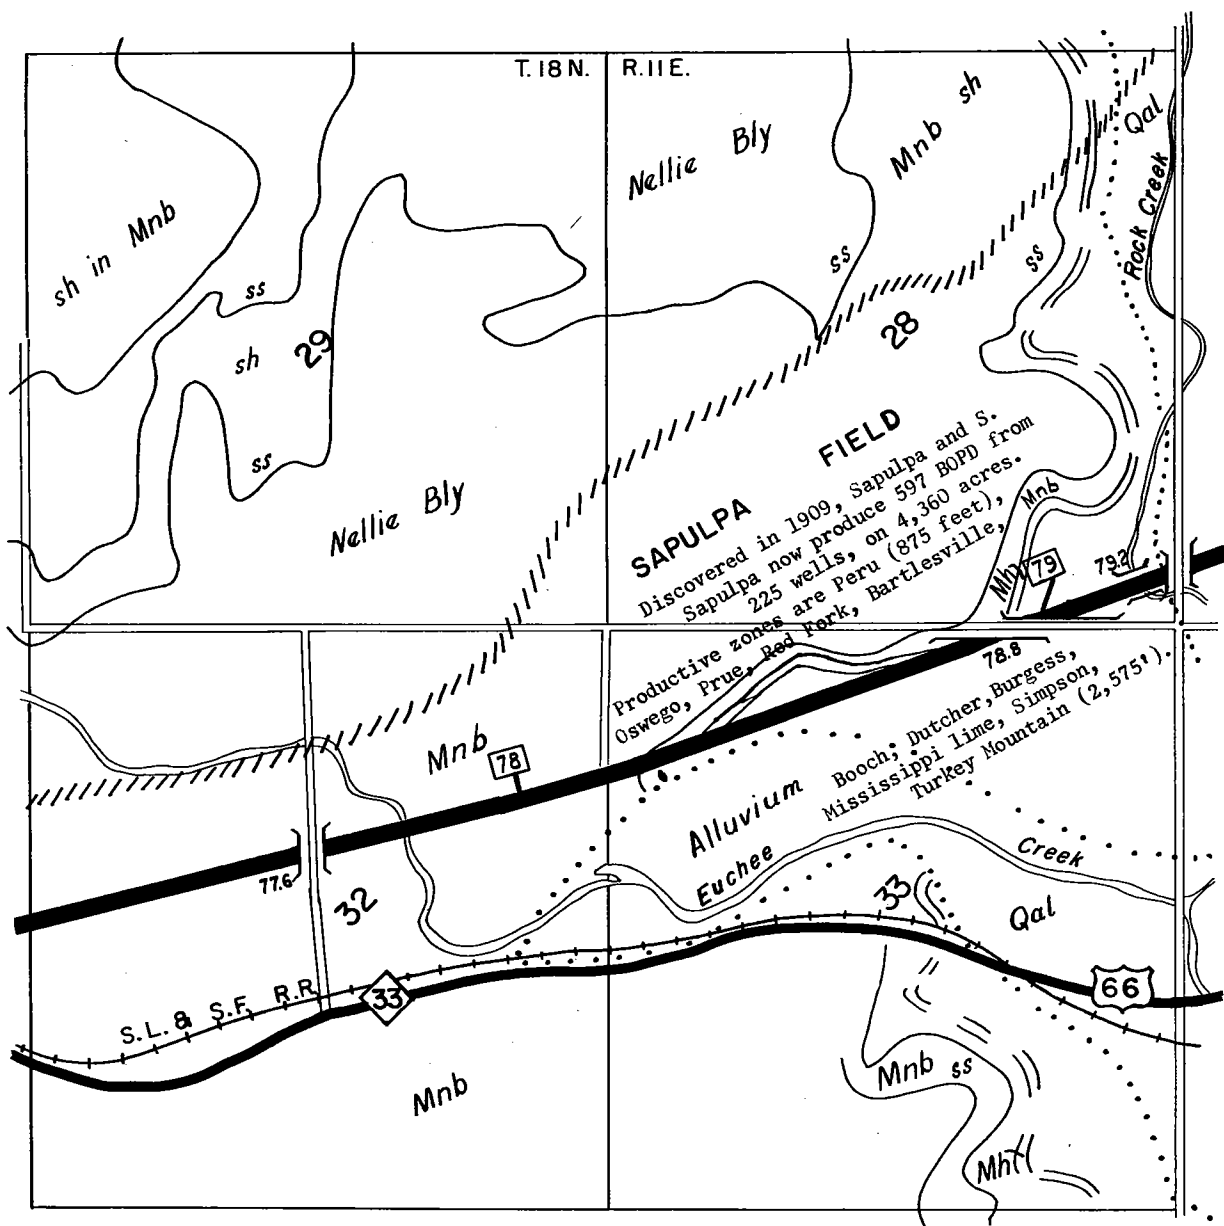 T. 18 N. R. 11 E.
Nellie Bly
Mnb sh
Qal
Rock Creek
sh in Mnb
ss
ss
ss
29
sh
28
ss
Nellie Bly
SAPULPA FIELD
Discovered in 1909, Sapulpa and S.
Sapulpa now produce 597 BOPD from
225 wells, on 4,360 acres.
Productive zones are Peru (875 feet),
Oswego, Prue, Red Fork, Bartlesville,
Booch, Dutcher, Burgess,
Mississippi lime, Simpson,
Turkey Mountain (2,575').
Mnb
79
79.2
78.8
Mnb
78
Alluvium
Euchee Creek
77.6
32
33
Qal
S.L. & S.F. R.R.
33
66
Mnb
Mnb ss